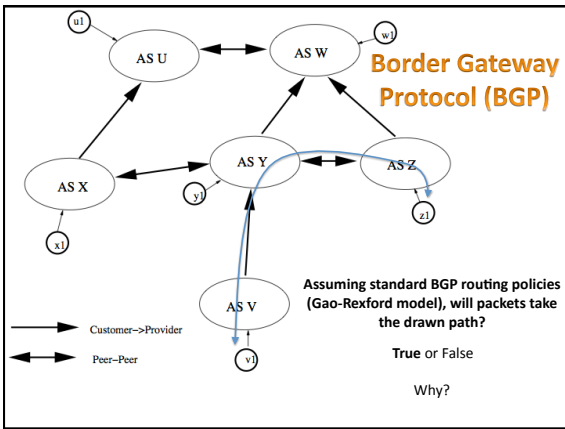 u1
w1
AS U
AS W
Border Gateway
Protocol (BGP)
AS Y
AS Z
AS X
y1
z1
x1
Assuming standard BGP routing policies
(Gao-Rexford model), will packets take
the drawn path?
AS V
Customer->Provider
True or False
Peer-Peer
v1
Why?